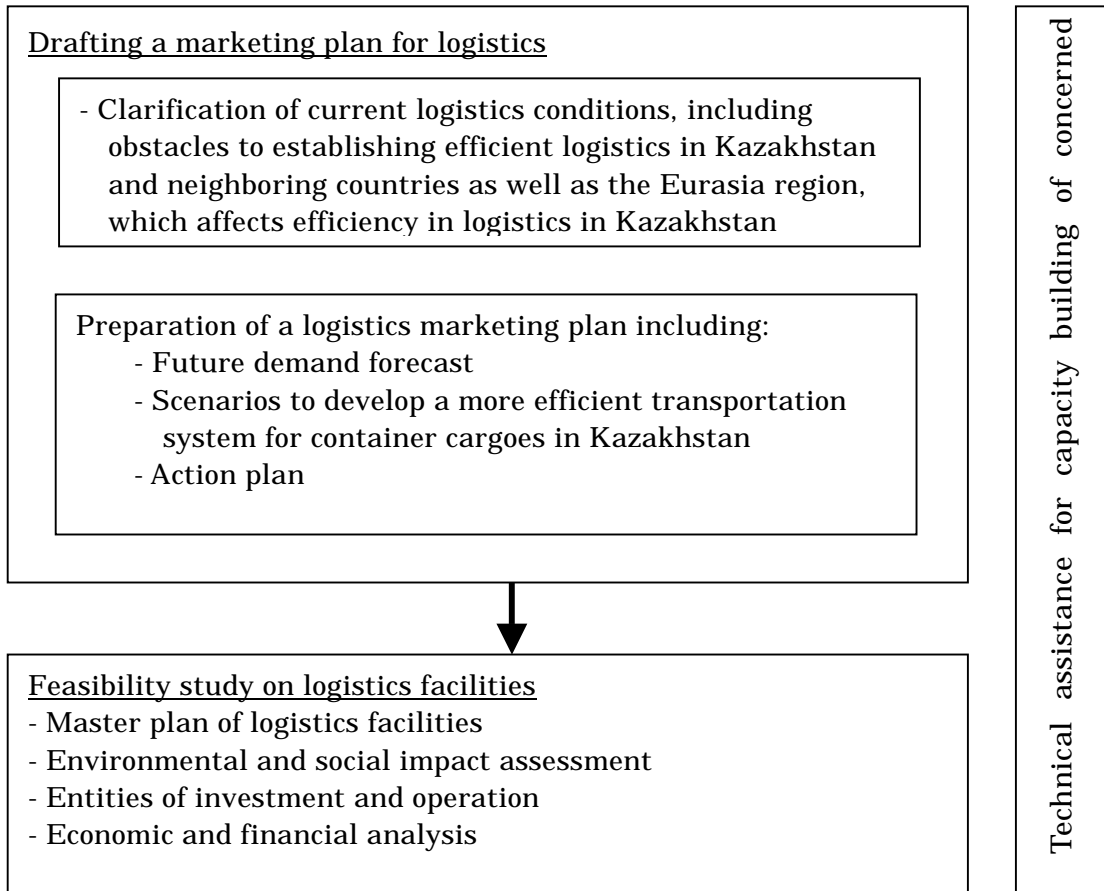 Drafting a marketing plan for logistics
- Clarification of current logistics conditions, including
obstacles to establishing efficient logistics in Kazakhstan
and neighboring countries as well as the Eurasia region,
which affects efficiency in logistics in Kazakhstan
Preparation of a logistics marketing plan including:
- Future demand forecast
- Scenarios to develop a more efficient transportation
system for container cargoes in Kazakhstan
- Action plan
Feasibility study on logistics facilities
- Master plan of logistics facilities
- Environmental and social impact assessment
- Entities of investment and operation
- Economic and financial analysis
Technical assistance for capacity building of concerned